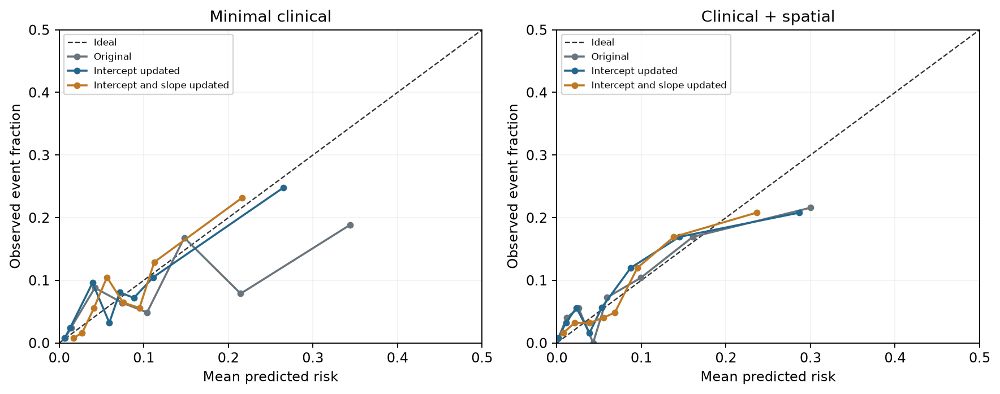 Minimal clinical
0.5
0.4
0.3
0.2
0.1
0.0
Observed event fraction
Ideal
Original
Intercept updated
Intercept and slope updated
0.0 0.1 0.2 0.3 0.4 0.5
Mean predicted risk
Clinical + spatial
0.5
0.4
0.3
0.2
0.1
0.0
Observed event fraction
Ideal
Original
Intercept updated
Intercept and slope updated
0.0 0.1 0.2 0.3 0.4 0.5
Mean predicted risk